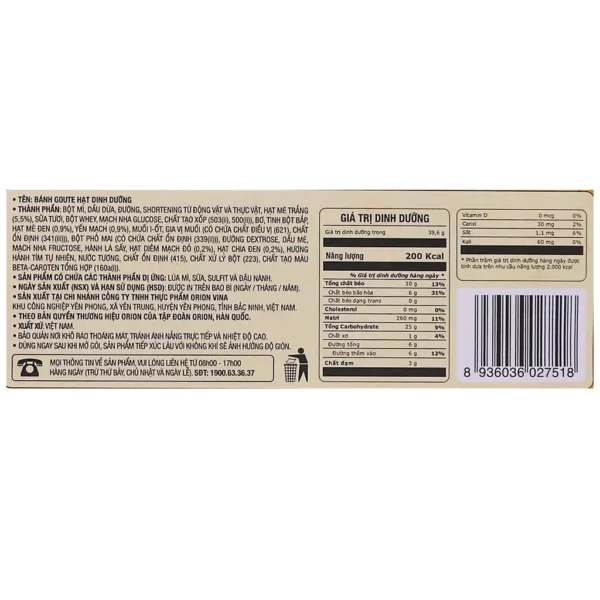 • TÊN: BÁNH GOUTE HẠT DINH DƯỠNG
• THÀNH PHẦN: BỘT MÌ, DẦU DỪA, ĐƯỜNG, SHORTENING TỪ ĐỘNG VẬT VÀ THỰC VẬT, HẠT MÈ TRẮNG
(5,5%), SỮA TƯƠI, BỘT WHEY, MẠCH NHA GLUCOSE, CHẤT TẠO XỐP (503(ii), 500(ii)), BƠ, TINH BỘT BẮP,
HẠT MÈ ĐEN (0,9%), YẾN MẠCH (0,9%), MUỐI I-ỐT, GIA VỊ MUỐI (CÓ CHỨA CHẤT ĐIỀU VỊ (621), CHẤT
ỔN ĐỊNH (341(iii))), BỘT PHÔ MAI (CÓ CHỨA CHẤT ỔN ĐỊNH (339(ii))), ĐƯỜNG DEXTROSE, DẦU MÈ,
MẠCH NHA FRUCTOSE, HÀNH LÁ SẤY, HẠT DIÊM MẠCH ĐỎ (0,2%), HẠT CHIA ĐEN (0,2%), HƯƠNG
HÀNH TÍM TỰ NHIÊN, NƯỚC TƯƠNG, CHẤT ỔN ĐỊNH (415), CHẤT XỬ LÝ BỘT (223), CHẤT TẠO MÀU
BETA-CAROTEN TỔNG HỢP (160a(i)).
• SẢN PHẨM CÓ CHỨA CÁC THÀNH PHẦN DỊ ỨNG: LÚA MÌ, SỮA, SULFIT VÀ ĐẬU NÀNH.
• NGÀY SẢN XUẤT (NSX) VÀ HẠN SỬ DỤNG (HSD): ĐƯỢC IN TRÊN BAO BÌ (NGÀY / THÁNG / NĂM).
• SẢN XUẤT TẠI CHI NHÁNH CÔNG TY TNHH THỰC PHẨM ORION VINA
KHU CÔNG NGHIỆP YÊN PHONG, XÃ YÊN TRUNG, HUYỆN YÊN PHONG, TỈNH BẮC NINH, VIỆT NAM.
• THEO BẢN QUYỀN THƯƠNG HIỆU ORION CỦA TẬP ĐOÀN ORION, HÀN QUỐC.
• XUẤT XỨ: VIỆT NAM.
• BẢO QUẢN NƠI KHÔ RÁO THOÁNG MÁT, TRÁNH ÁNH NẮNG TRỰC TIẾP VÀ NHIỆT ĐỘ CAO.
• DÙNG NGAY SAU KHI MỞ GÓI, SẢN PHẨM TIẾP XÚC LÂU VỚI KHÔNG KHÍ SẼ ẢNH HƯỞNG ĐỘ GIÒN.
MỌI THÔNG TIN VỀ SẢN PHẨM, VUI LÒNG LIÊN HỆ TỪ 08H00 - 17H00
HÀNG NGÀY (TRỪ THỨ BẢY, CHỦ NHẬT VÀ NGÀY LỄ). SĐT: 1900.63.36.37
GIÁ TRỊ DINH DƯỠNG
Giá trị dinh dưỡng trong 39,6 g
Năng lượng 200 Kcal
% Giá trị dinh dưỡng hàng ngày *
Tổng chất béo 10 g 13%
Chất béo bão hòa 6 g 31%
Chất béo dạng trans 0 g
Cholesterol 0 mg 0%
Natri 260 mg 11%
Tổng Carbohydrate 25 g 9%
Chất xơ 1 g 4%
Đường tổng 6 g
Đường thêm vào 6 g 12%
Chất đạm 3 g
Vitamin D 0 mcg 0%
Canxi 30 mg 2%
Sắt 1,1 mg 6%
Kali 60 mg 0%
* Phần trăm giá trị dinh dưỡng hàng ngày được
tính dựa trên nhu cầu năng lượng 2.000 kcal
8 936036 027518